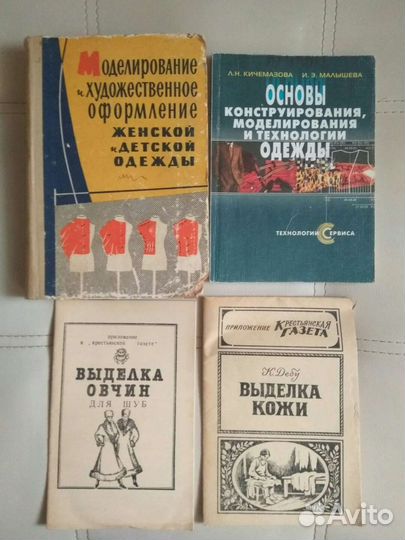 Моделирование
и художественное
оформление
женской
и детской
одежды
Л.Н. КИЧЕМАЗОВА И. Э. МАЛЫШЕВА
ОСНОВЫ
КОНСТРУИРОВАНИЯ,
МОДЕЛИРОВАНИЯ
И ТЕХНОЛОГИИ
ОДЕЖДЫ
ТЕХНОЛОГИИ СЕРВИСА
приложение
к „крестьянской газете“
ВЫДЕЛКА
ОВЧИН
ДЛЯ ШУБ
ПРИЛОЖЕНИЕ КРЕСТЬЯНСКАЯ
ГАЗЕТА
К. Дебу
ВЫДЕЛКА
КОЖИ
Avito